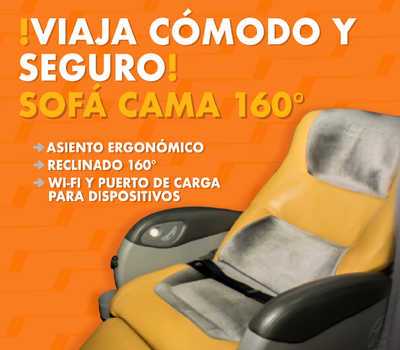 !VIAJA CÓMODO Y
SEGURO!
SOFÁ CAMA 160°
ASIENTO ERGONÓMICO
RECLINADO 160°
WI-FI Y PUERTO DE CARGA
PARA DISPOSITIVOS